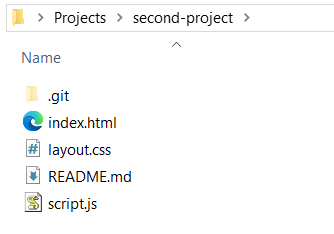 Projects > second-project >
Name
.git
index.html
layout.css
README.md
script.js